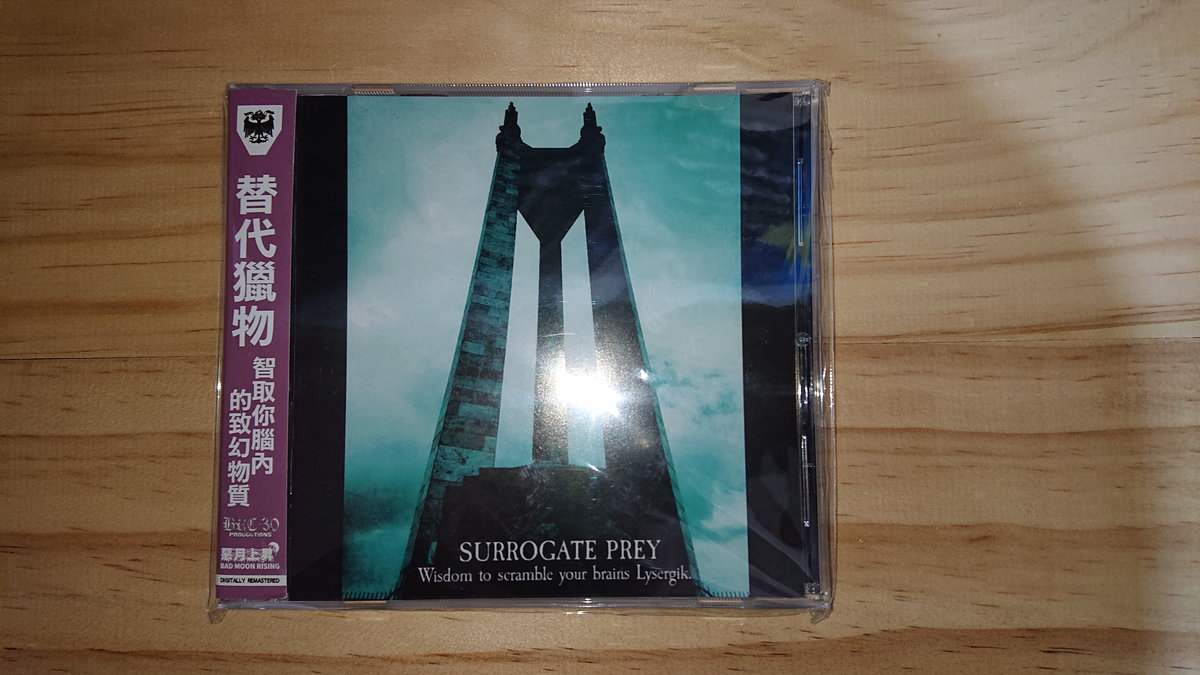 替代獵物
智取你腦內
的致幻物質
BRC-30
PRODUCTIONS
惡月上昇
BAD MOON RISING
DIGITALLY REMASTERED
SURROGATE PREY
Wisdom to scramble your brains Lysergik.